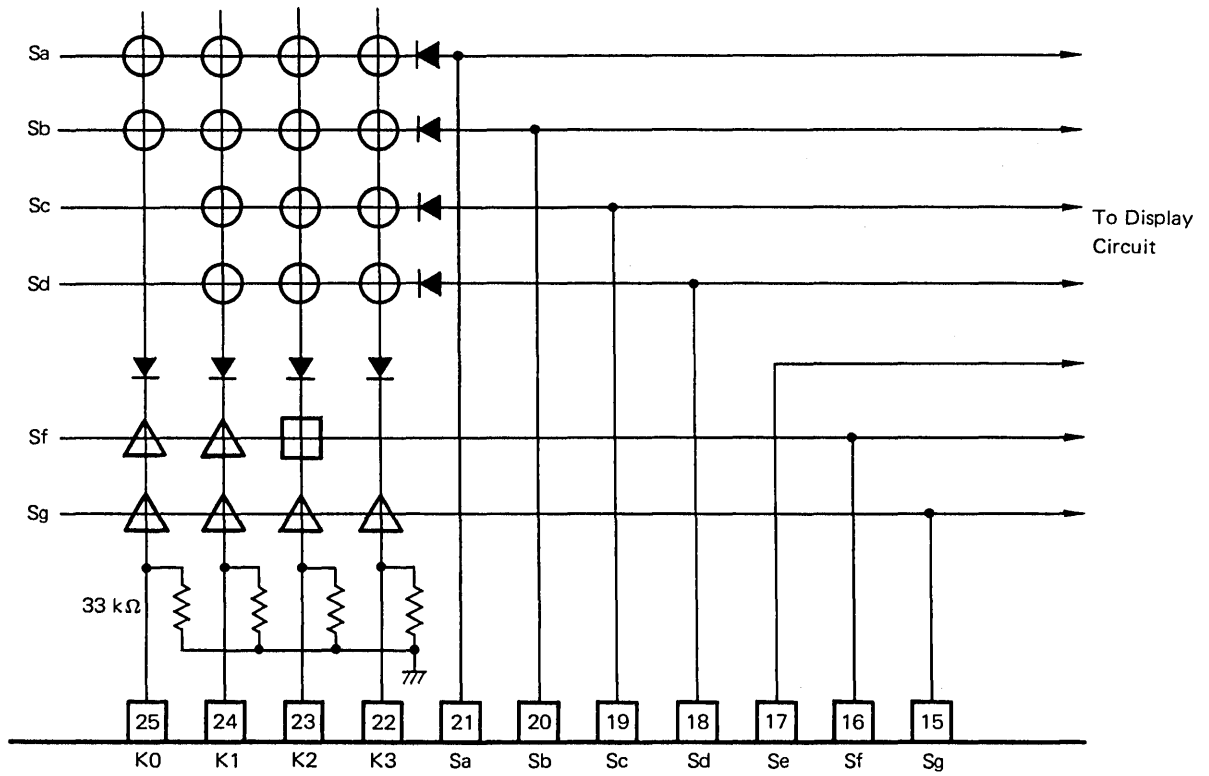 Sa
Sb
Sc
To Display
Circuit
Sd
Sf
Sg
33 kΩ
25 24 23 22 21 20 19 18 17 16 15
K0 K1 K2 K3 Sa Sb Sc Sd Se Sf Sg